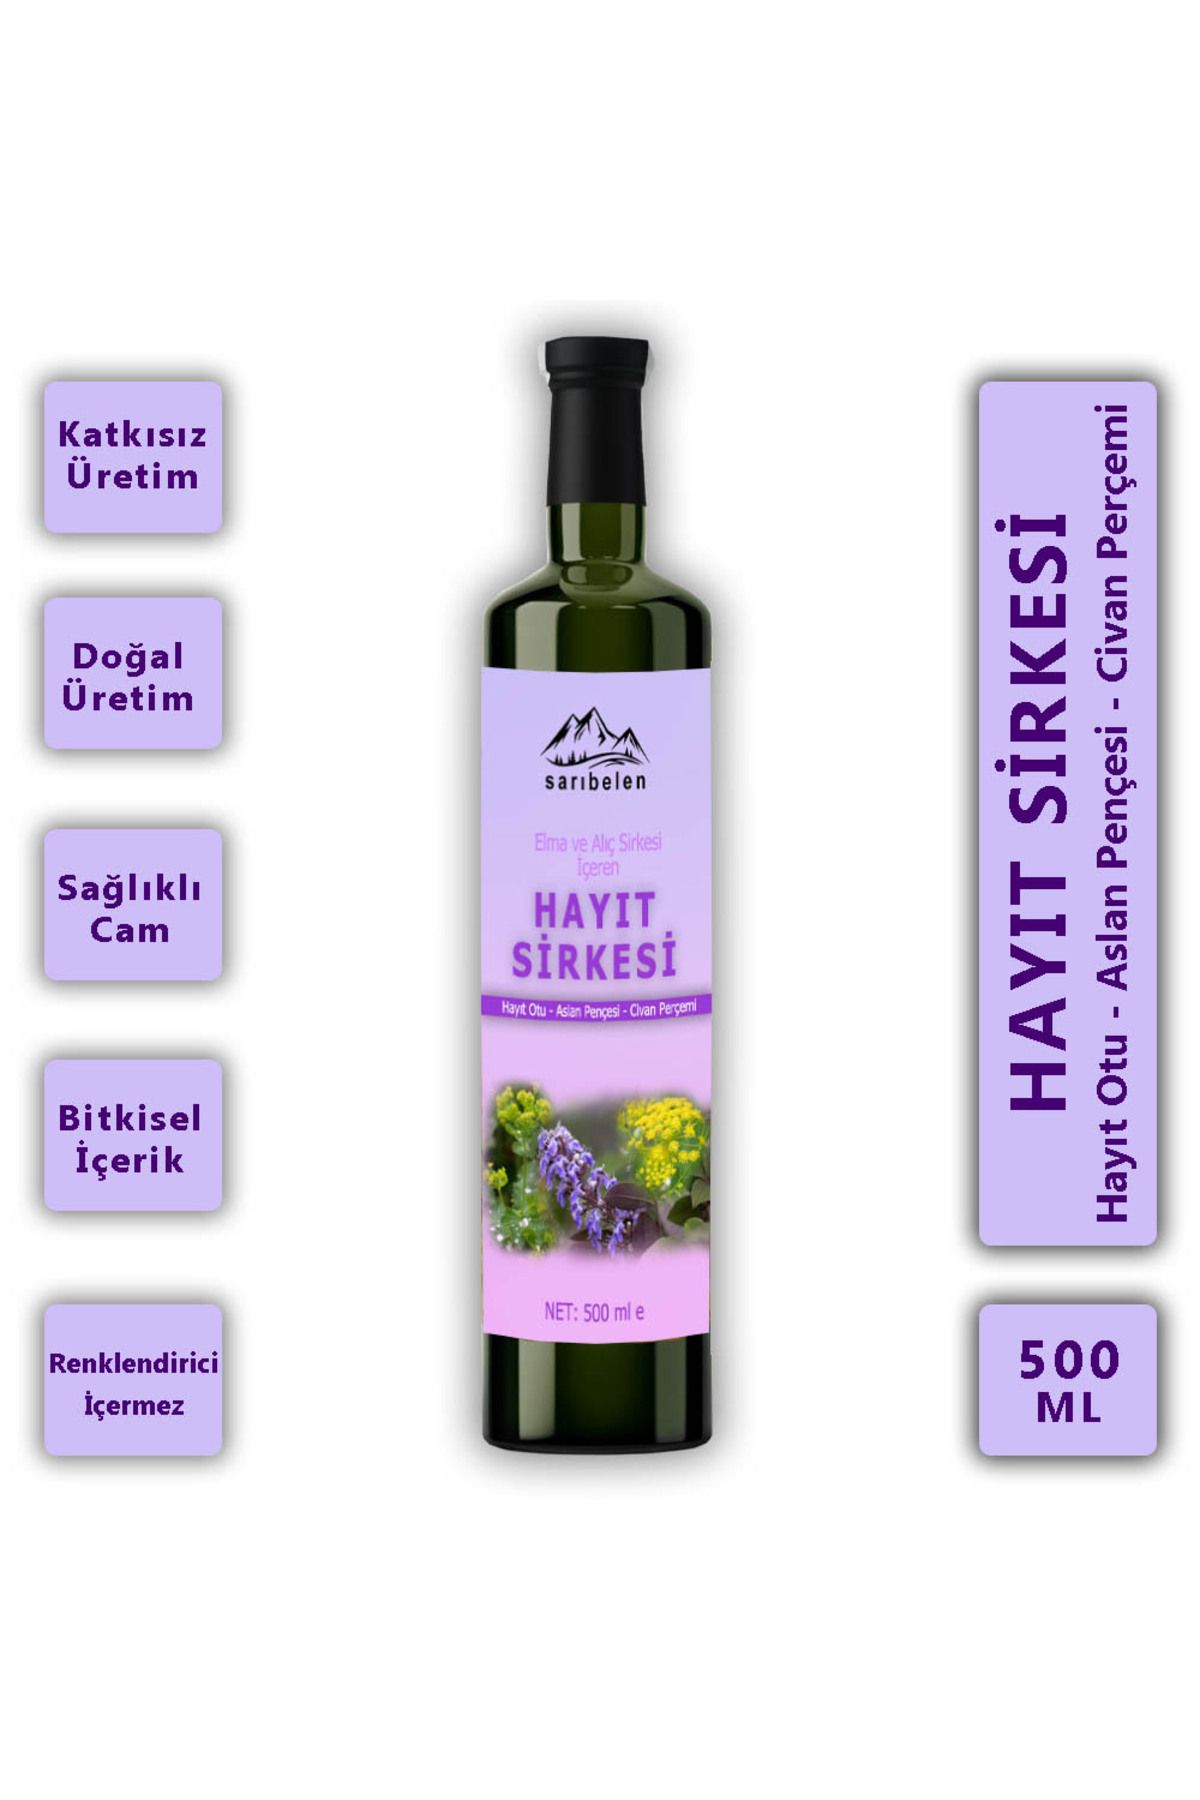 Katkısız
Üretim
Doğal
Üretim
Sağlıklı
Cam
Bitkisel
İçerik
Renklendirici
İçermez
sarıbelen
Elma ve Alıç Sirkesi
İçeren
HAYIT
SİRKESİ
Hayıt Otu - Aslan Pençesi - Civan Perçemi
NET: 500 ml e
HAYIT SİRKESİ
Hayıt Otu - Aslan Pençesi - Civan Perçemi
500
ML